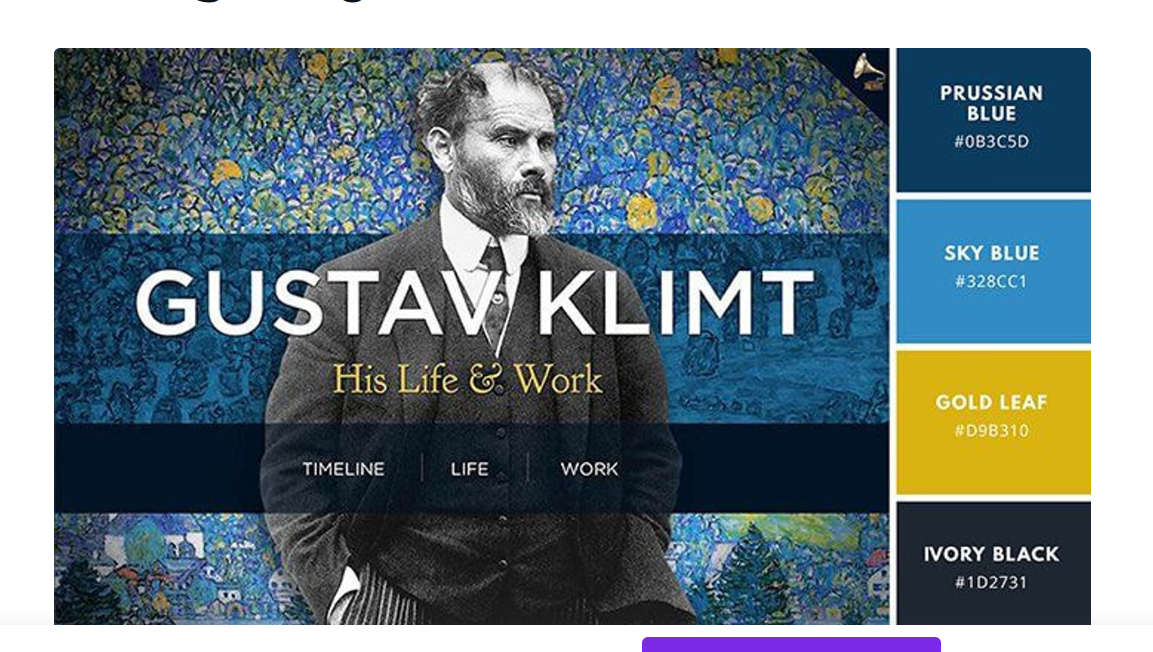 GUSTAV KLIMT
His Life & Work
TIMELINE
LIFE
WORK
PRUSSIAN
BLUE
#0B3C5D
SKY BLUE
#328CC1
GOLD LEAF
#D9B310
IVORY BLACK
#1D2731